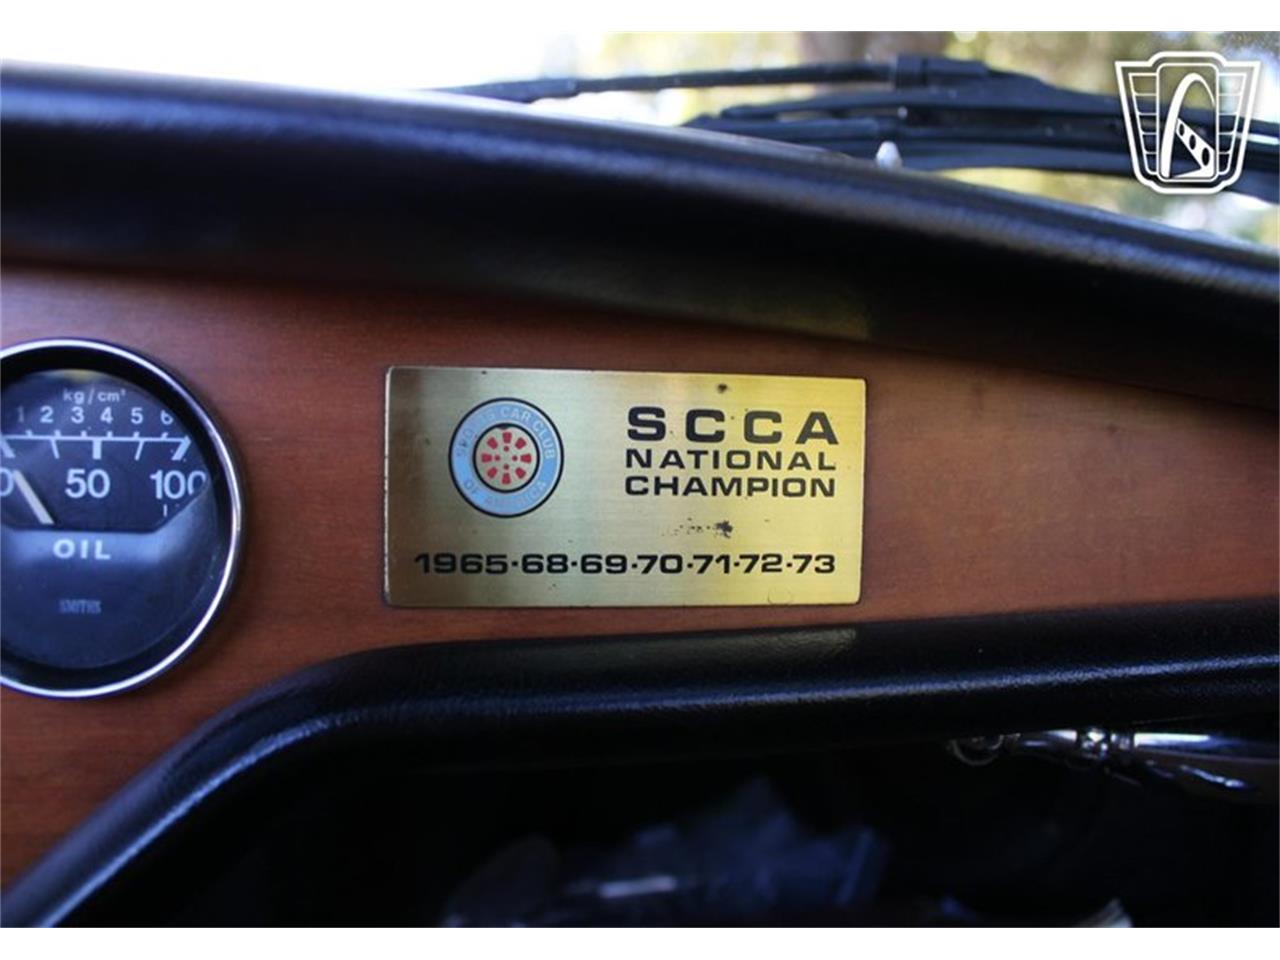 kg/cm²
1 2 3 4 5 6
0 50 100
OIL
SMITHS
SPORTS CAR CLUB
OF AMERICA
SCCA
NATIONAL
CHAMPION
1965·68·69·70·71·72·73